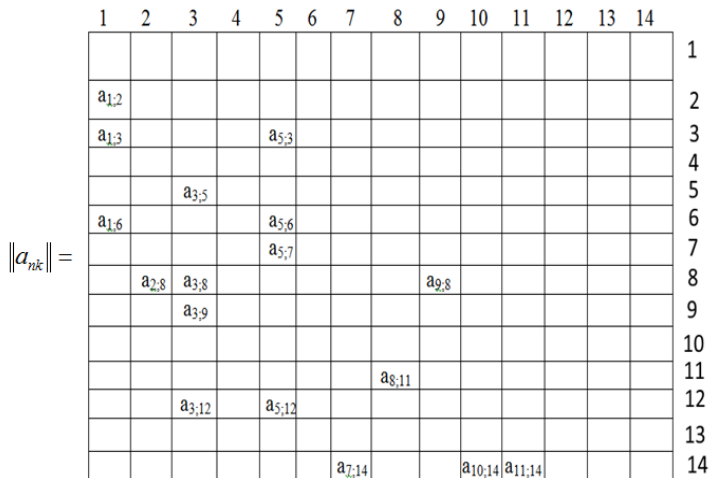 1 2 3 4 5 6 7 8 9 10 11 12 13 14
1
a1;2 2
a1;3 a5;3 3
4
a3;5 5
a1;6 a5;6 6
a5;7 7
‖ank‖ =
a2;8 a3;8 a9;8 8
a3;9 9
10
a8;11 11
a3;12 a5;12 12
13
a7;14 a10;14 a11;14 14